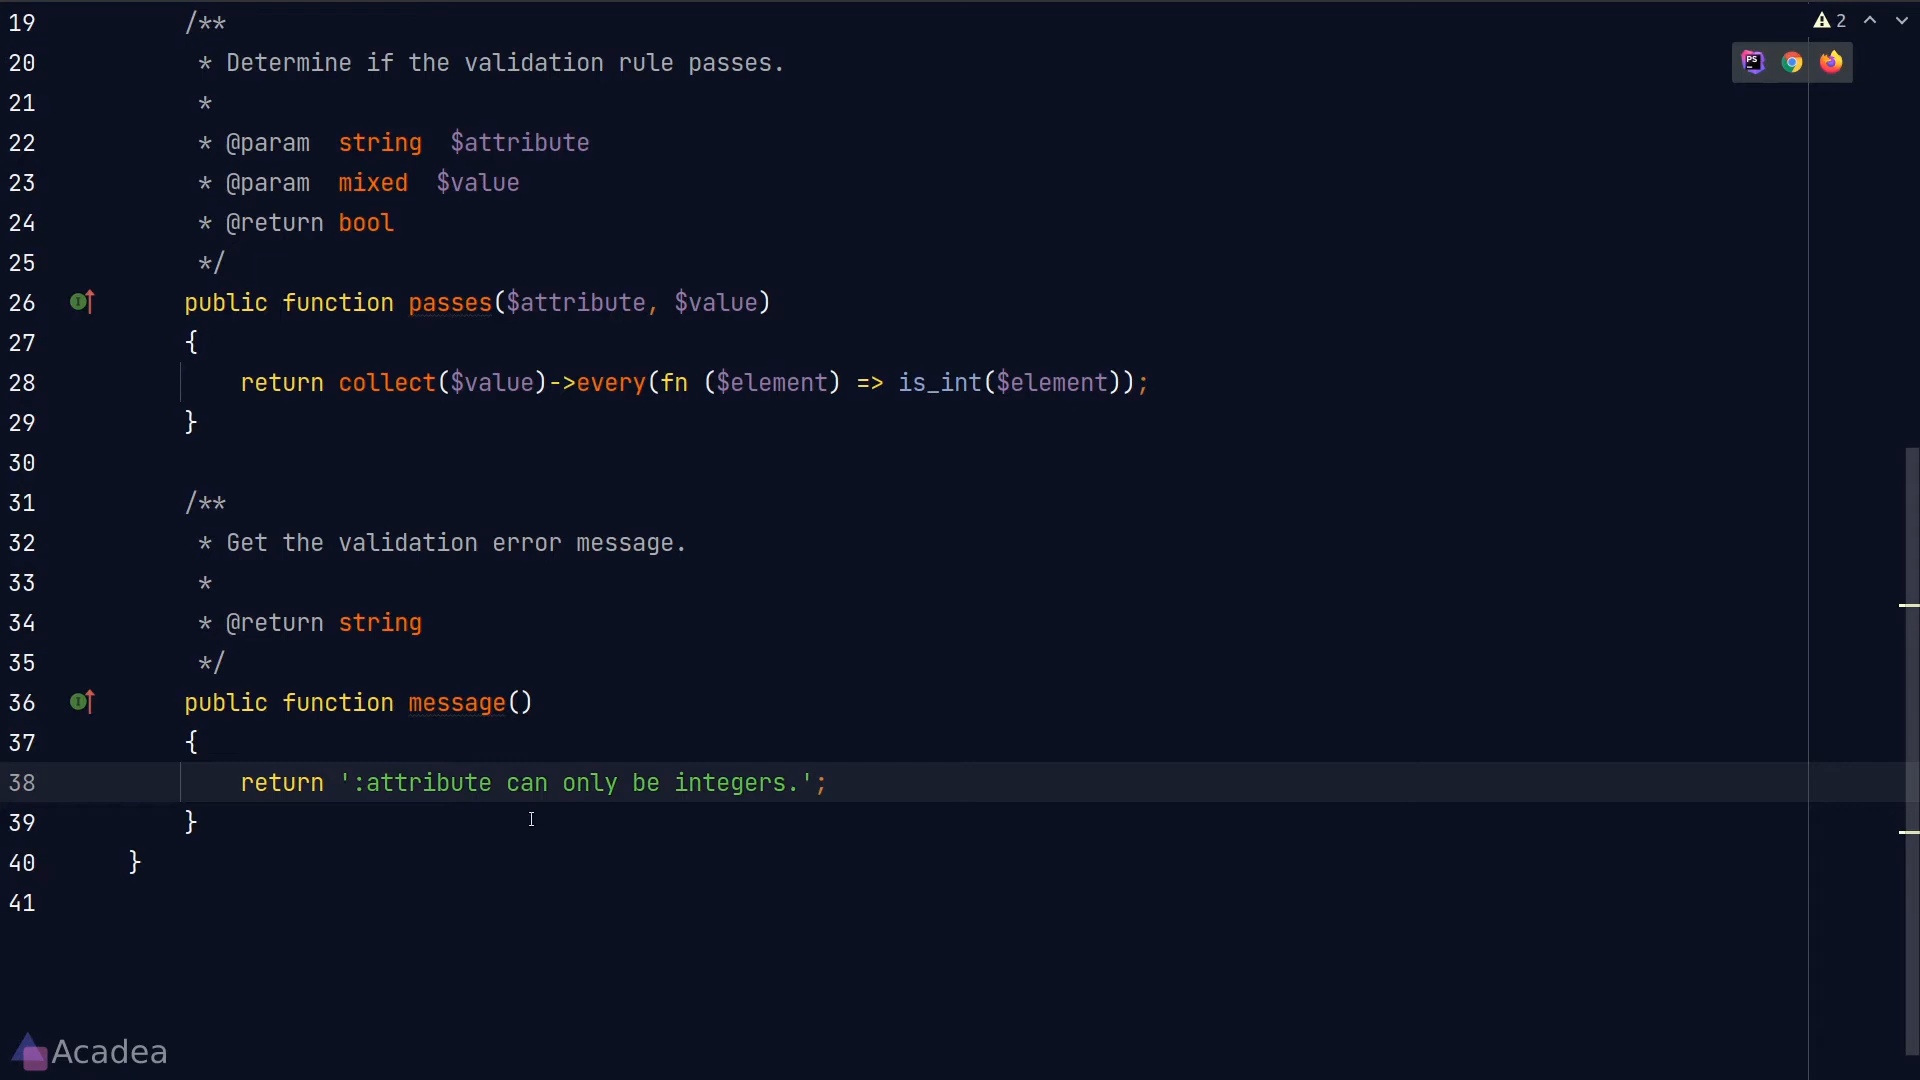 19 /**
2
20 * Determine if the validation rule passes.
PS
21 *
22 * @param  string  $attribute
23 * @param  mixed  $value
24 * @return bool
25 */
26 I public function passes($attribute, $value)
27 {
28 return collect($value)->every(fn ($element) => is_int($element));
29 }
30
31 /**
32 * Get the validation error message.
33 *
34 * @return string
35 */
36 I public function message()
37 {
38 return ':attribute can only be integers.';
39 }
40 }
41
Acadea